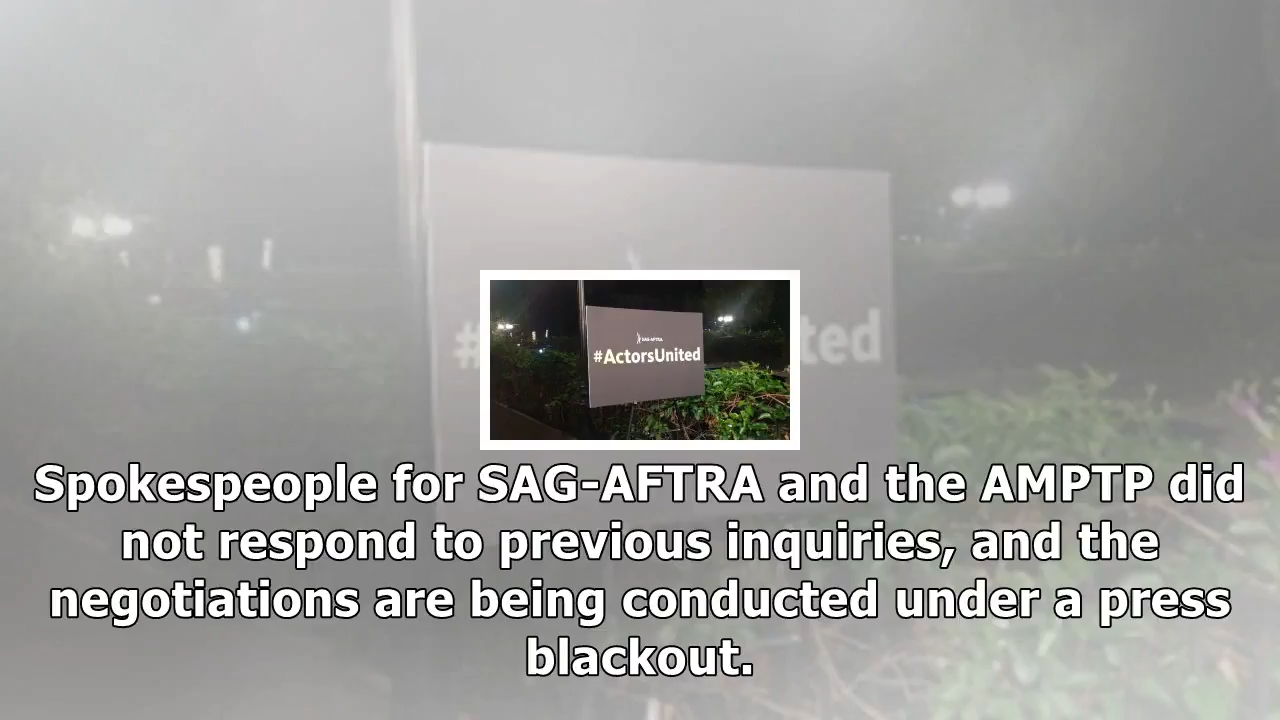 SAG-AFTRA
#ActorsUnited
#
ted
Spokespeople for SAG-AFTRA and the AMPTP did
not respond to previous inquiries, and the
negotiations are being conducted under a press
blackout.